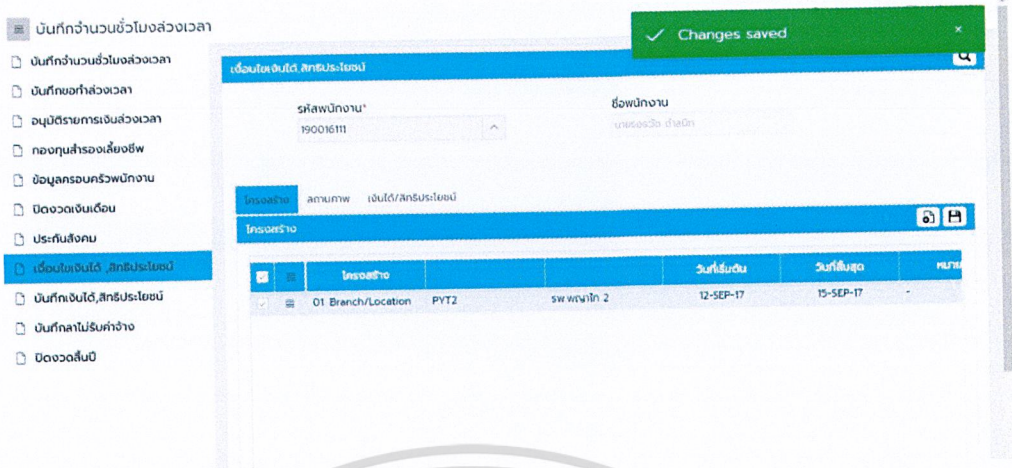 บันทึกจำนวนชั่วโมงล่วงเวลา
Changes saved ×
บันทึกจำนวนชั่วโมงล่วงเวลา
บันทึกขอทำล่วงเวลา
อนุมัติรายการเงินล่วงเวลา
กองทุนสำรองเลี้ยงชีพ
ข้อมูลครอบครัวพนักงาน
ปิดงวดเงินเดือน
ประกันสังคม
เงื่อนไขเงินได้ ,สิทธิประโยชน์
บันทึกเงินได้,สิทธิประโยชน์
บันทึกลาไม่รับค่าจ้าง
ปิดงวดสิ้นปี
เงื่อนไขเงินได้,สิทธิประโยชน์
รหัสพนักงาน* ชื่อพนักงาน
190016111
โครงสร้าง สถานภาพ เงินได้/สิทธิประโยชน์
โครงสร้าง
โครงสร้าง วันที่เริ่มต้น วันที่สิ้นสุด หมาย
01 Branch/Location PYT2 รพ.พญาไท 2 12-SEP-17 15-SEP-17 -